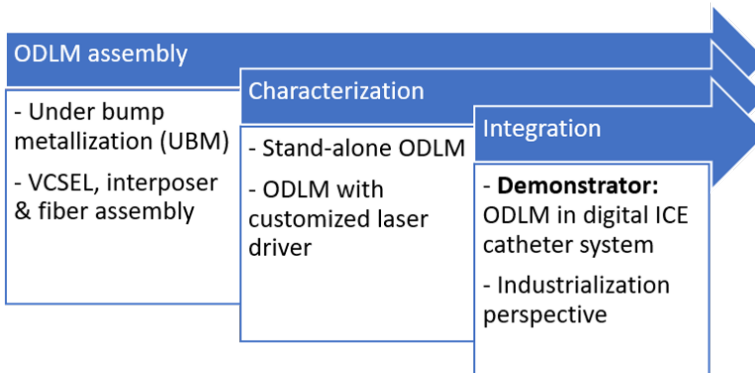 ODLM assembly
- Under bump
metallization (UBM)
- VCSEL, interposer
& fiber assembly
Characterization
- Stand-alone ODLM
- ODLM with
customized laser
driver
Integration
- Demonstrator:
ODLM in digital ICE
catheter system
- Industrialization
perspective